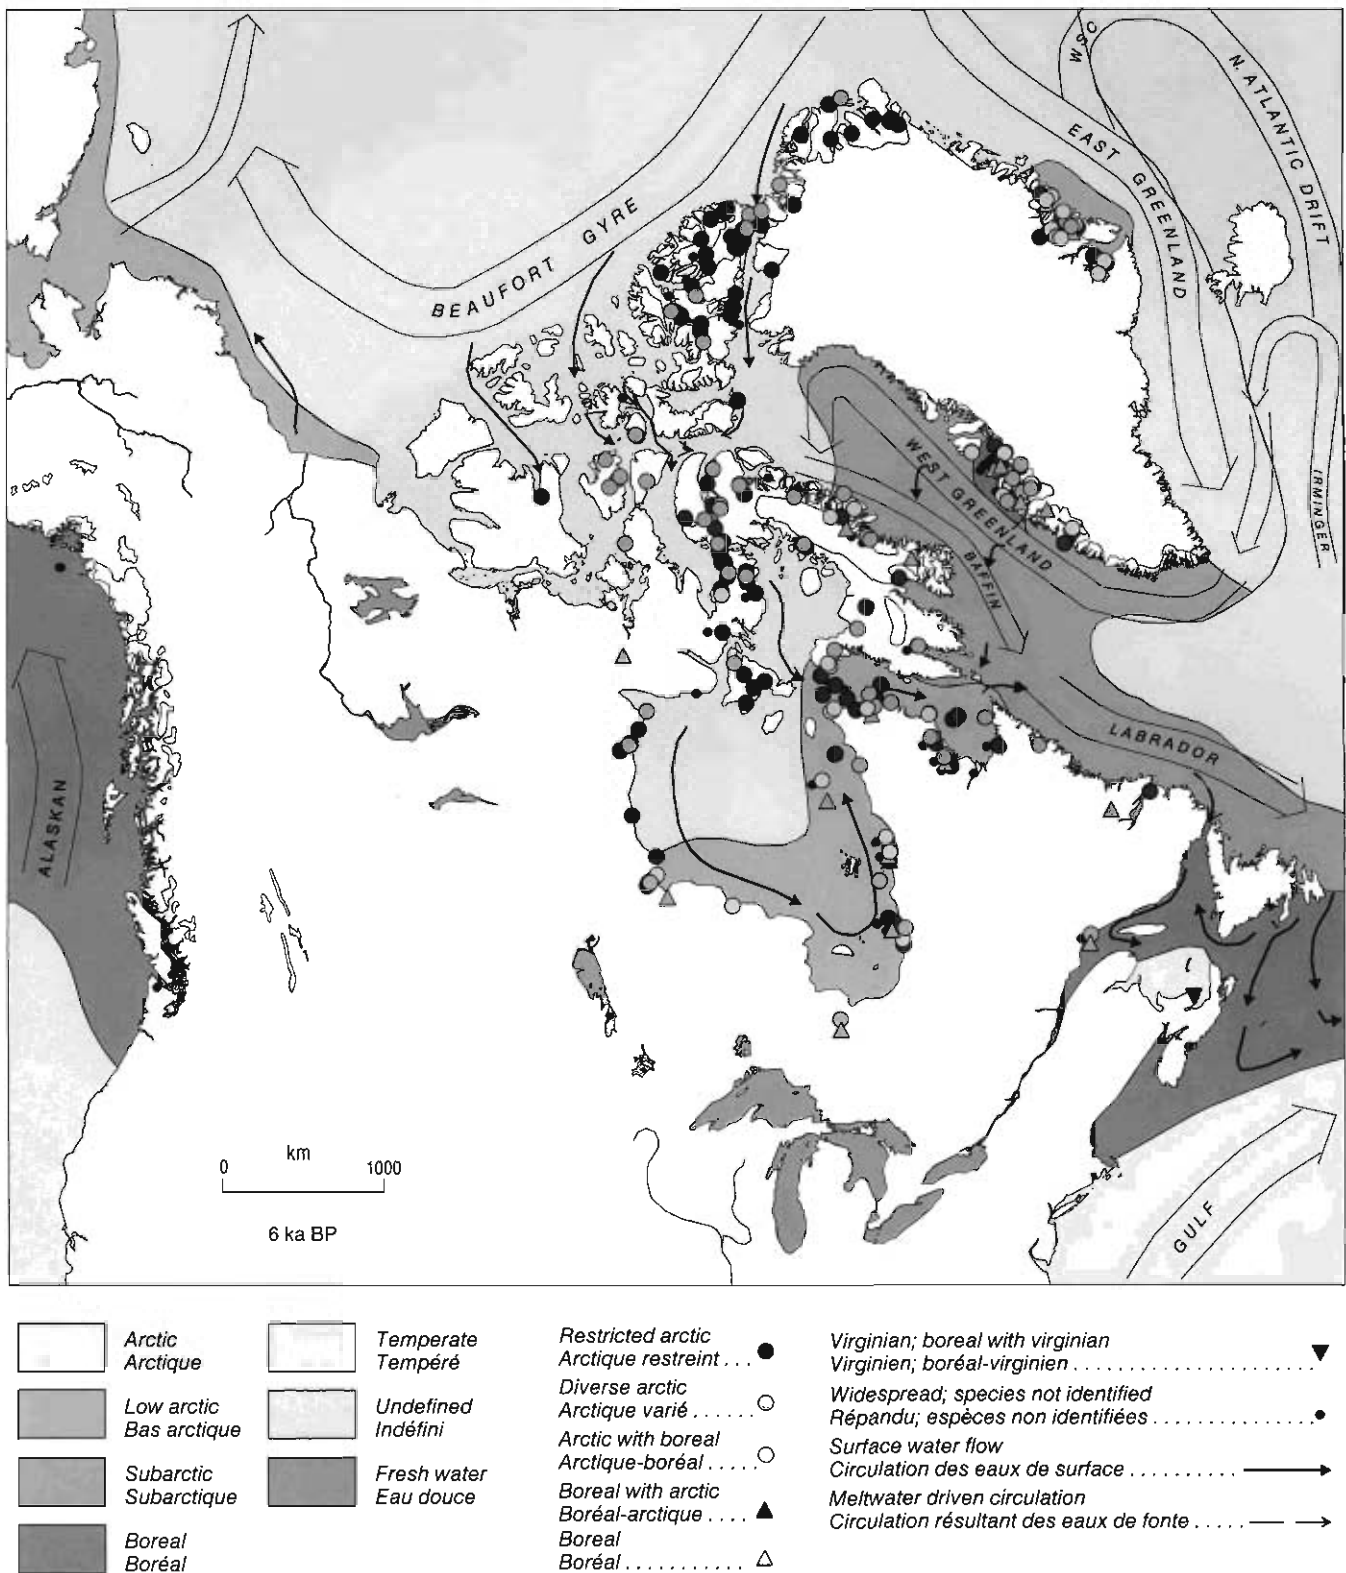 WSC
N. ATLANTIC DRIFT
EAST GREENLAND
BEAUFORT GYRE
WEST GREENLAND
BAFFIN
IRMINGER
LABRADOR
ALASKAN
GULF
km
0 1000
6 ka BP
Arctic
Arctique
Low arctic
Bas arctique
Subarctic
Subarctique
Boreal
Boréal
Temperate
Tempéré
Undefined
Indéfini
Fresh water
Eau douce
Restricted arctic
Arctique restreint . . .
Diverse arctic
Arctique varié . . . . .
Arctic with boreal
Arctique-boréal . . . .
Boreal with arctic
Boréal-arctique . . . .
Boreal
Boréal . . . . . . . . . . .
Virginian; boreal with virginian
Virginien; boréal-virginien . . . . . . . . . . . . . . . . . . . .
Widespread; species not identified
Répandu; espèces non identifiées . . . . . . . . . . . . .
Surface water flow
Circulation des eaux de surface . . . . . . . .
Meltwater driven circulation
Circulation résultant des eaux de fonte . . . . .